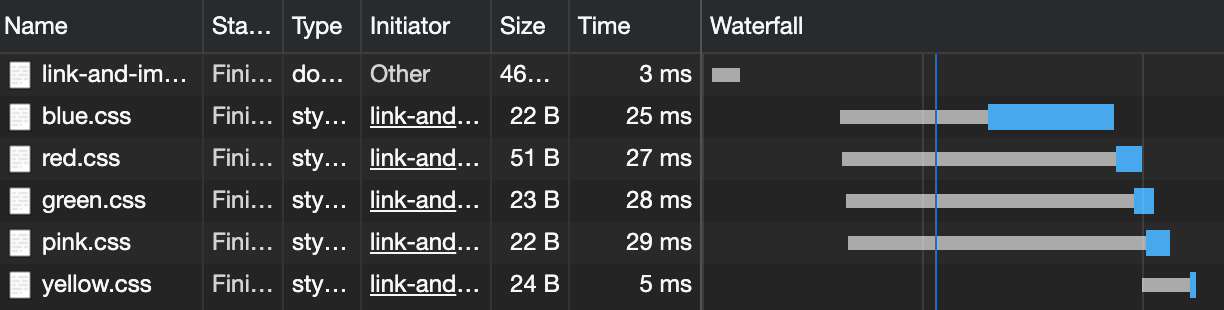 Name Sta... Type Initiator Size Time Waterfall
link-and-im... Fini... do... Other 46... 3 ms
blue.css Fini... sty... link-and... 22 B 25 ms
red.css Fini... sty... link-and... 51 B 27 ms
green.css Fini... sty... link-and... 23 B 28 ms
pink.css Fini... sty... link-and... 22 B 29 ms
yellow.css Fini... sty... link-and... 24 B 5 ms